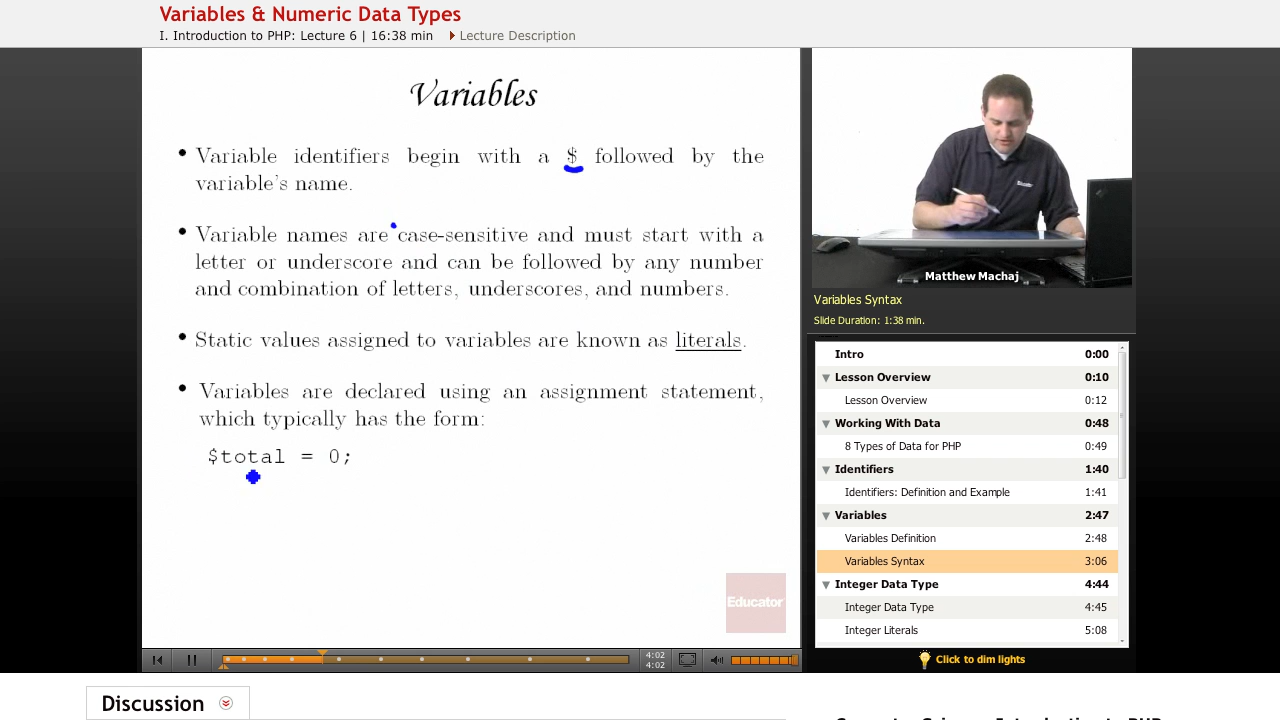 Variables & Numeric Data Types
I. Introduction to PHP: Lecture 6 | 16:38 min
Lecture Description
Variables
• Variable identifiers begin with a $ followed by the
variable's name.
• Variable names are case-sensitive and must start with a
letter or underscore and can be followed by any number
and combination of letters, underscores, and numbers.
• Static values assigned to variables are known as literals.
• Variables are declared using an assignment statement,
which typically has the form:
$total = 0;
Educator
4:02
4:02
Matthew Machaj
Variables Syntax
Slide Duration: 1:38 min.
Intro 0:00
Lesson Overview 0:10
Lesson Overview 0:12
Working With Data 0:48
8 Types of Data for PHP 0:49
Identifiers 1:40
Identifiers: Definition and Example 1:41
Variables 2:47
Variables Definition 2:48
Variables Syntax 3:06
Integer Data Type 4:44
Integer Data Type 4:45
Integer Literals 5:08
Click to dim lights
Discussion